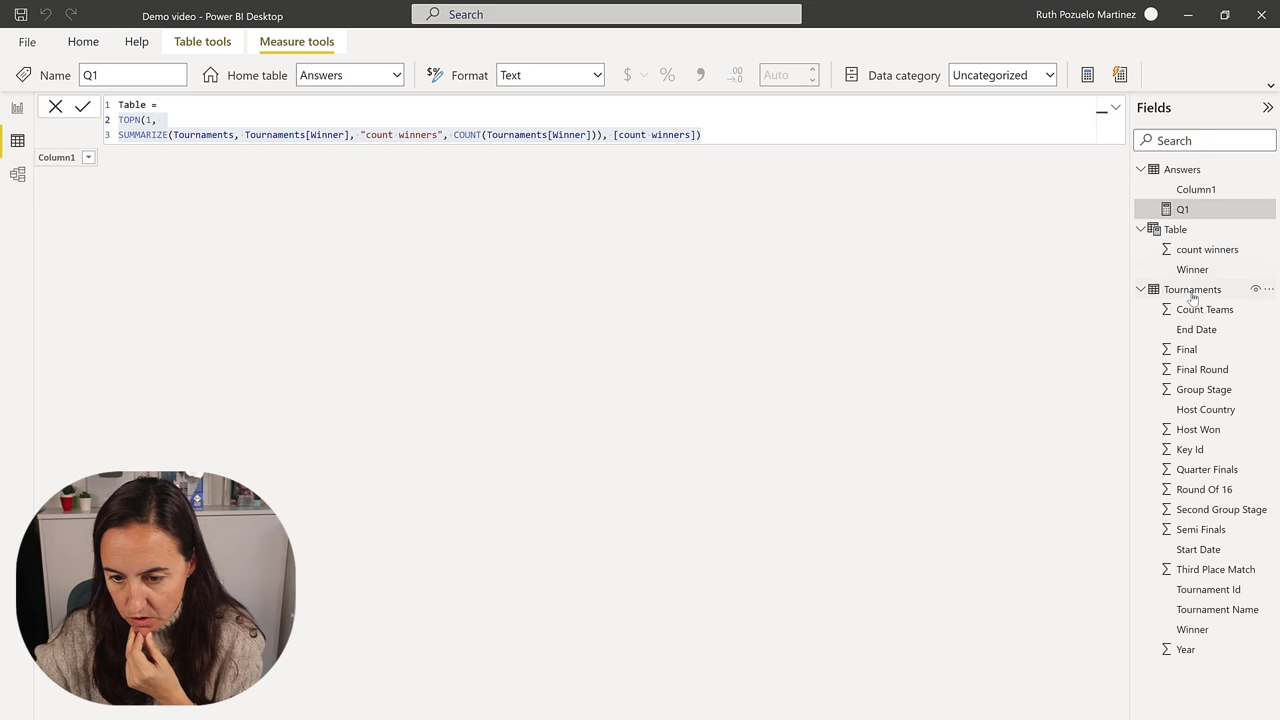 Demo video - Power BI Desktop
Search
Ruth Pozuelo Martinez
File
Home
Help
Table tools
Measure tools
Name
Q1
Home table
Answers
Format
Text
$
%
Auto
Data category
Uncategorized
1 Table =
2 TOPN(1,
3 SUMMARIZE(Tournaments, Tournaments[Winner], "count winners", COUNT(Tournaments[Winner])), [count winners])
Column1
Fields
Search
Answers
Column1
Q1
Table
count winners
Winner
Tournaments
Count Teams
End Date
Final
Final Round
Group Stage
Host Country
Host Won
Key Id
Quarter Finals
Round Of 16
Second Group Stage
Semi Finals
Start Date
Third Place Match
Tournament Id
Tournament Name
Winner
Year